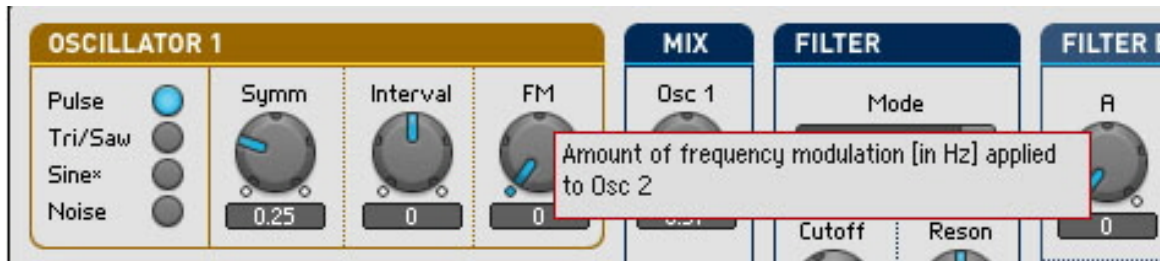 OSCILLATOR 1
Pulse
Tri/Saw
Sine×
Noise
Symm
0.25
Interval
0
FM
0
MIX
Osc 1
FILTER
Mode
Cutoff
Reson
FILTER
A
0
Amount of frequency modulation [in Hz] applied
to Osc 2